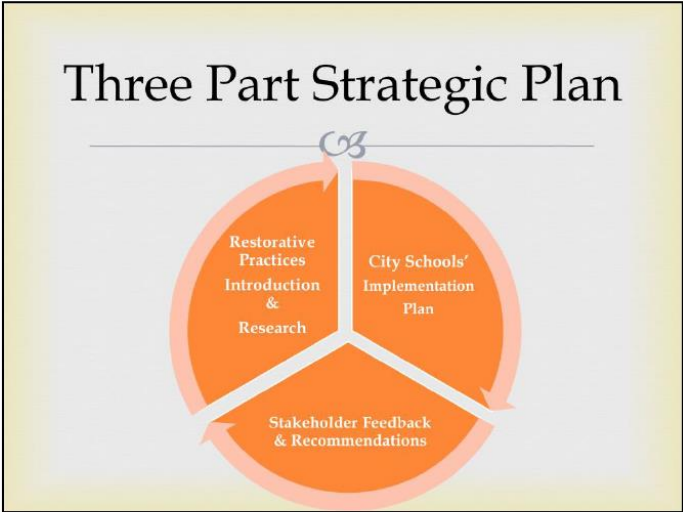 Three Part Strategic Plan
Restorative
Practices
Introduction
&
Research
City Schools’
Implementation
Plan
Stakeholder Feedback
& Recommendations